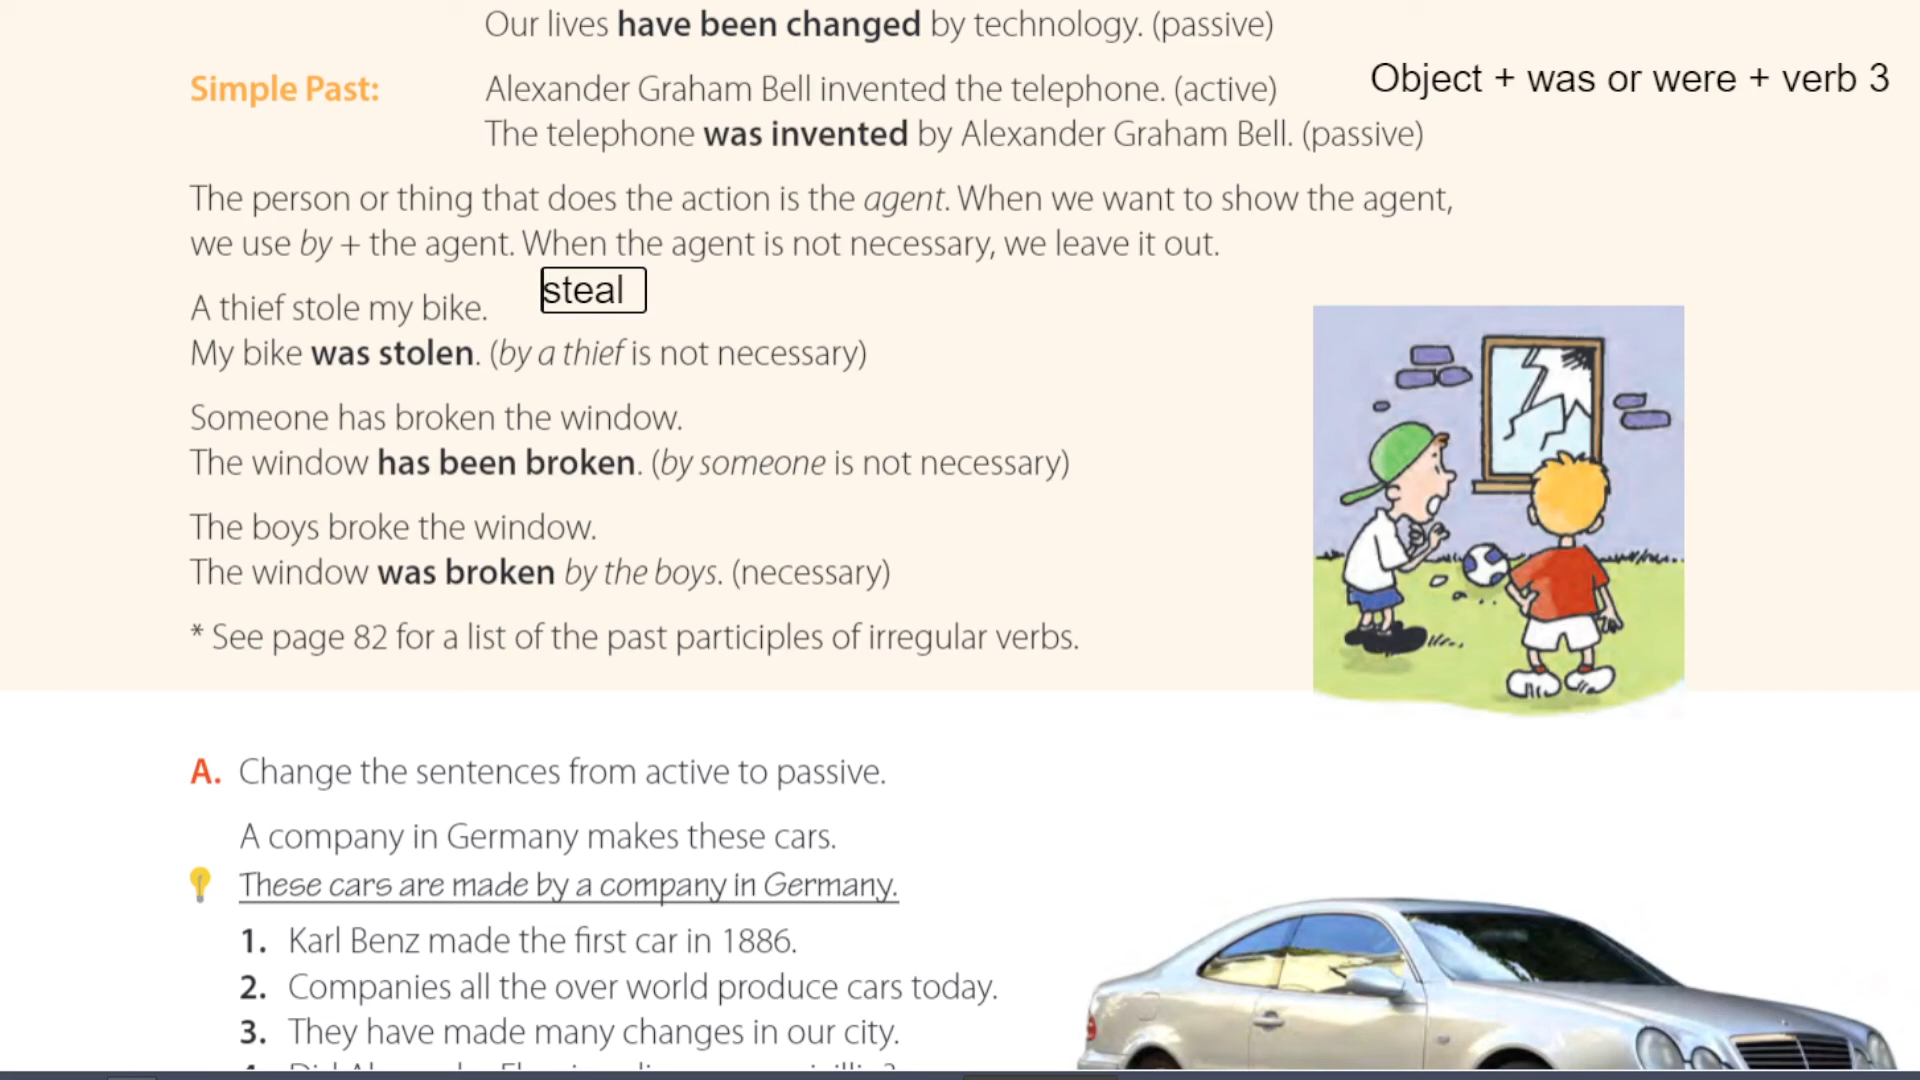 Our lives have been changed by technology. (passive)
Simple Past: Alexander Graham Bell invented the telephone. (active)
Object + was or were + verb 3
The telephone was invented by Alexander Graham Bell. (passive)
The person or thing that does the action is the agent. When we want to show the agent,
we use by + the agent. When the agent is not necessary, we leave it out.
steal
A thief stole my bike.
My bike was stolen. (by a thief is not necessary)
Someone has broken the window.
The window has been broken. (by someone is not necessary)
The boys broke the window.
The window was broken by the boys. (necessary)
* See page 82 for a list of the past participles of irregular verbs.
A. Change the sentences from active to passive.
A company in Germany makes these cars.
These cars are made by a company in Germany.
1. Karl Benz made the first car in 1886.
2. Companies all the over world produce cars today.
3. They have made many changes in our city.